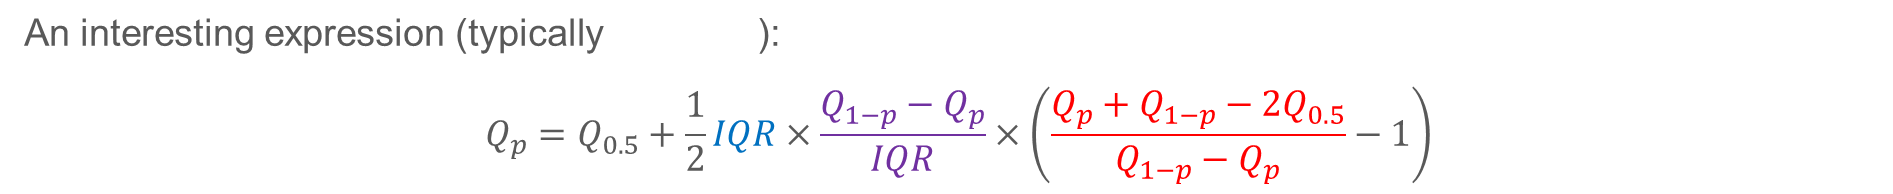 An interesting expression (typically ):
Q_p = Q_{0.5} + \frac{1}{2} IQR × \frac{Q_{1-p} − Q_p}{IQR} × \left( \frac{Q_p + Q_{1-p} − 2Q_{0.5}}{Q_{1-p} − Q_p} − 1 \right)